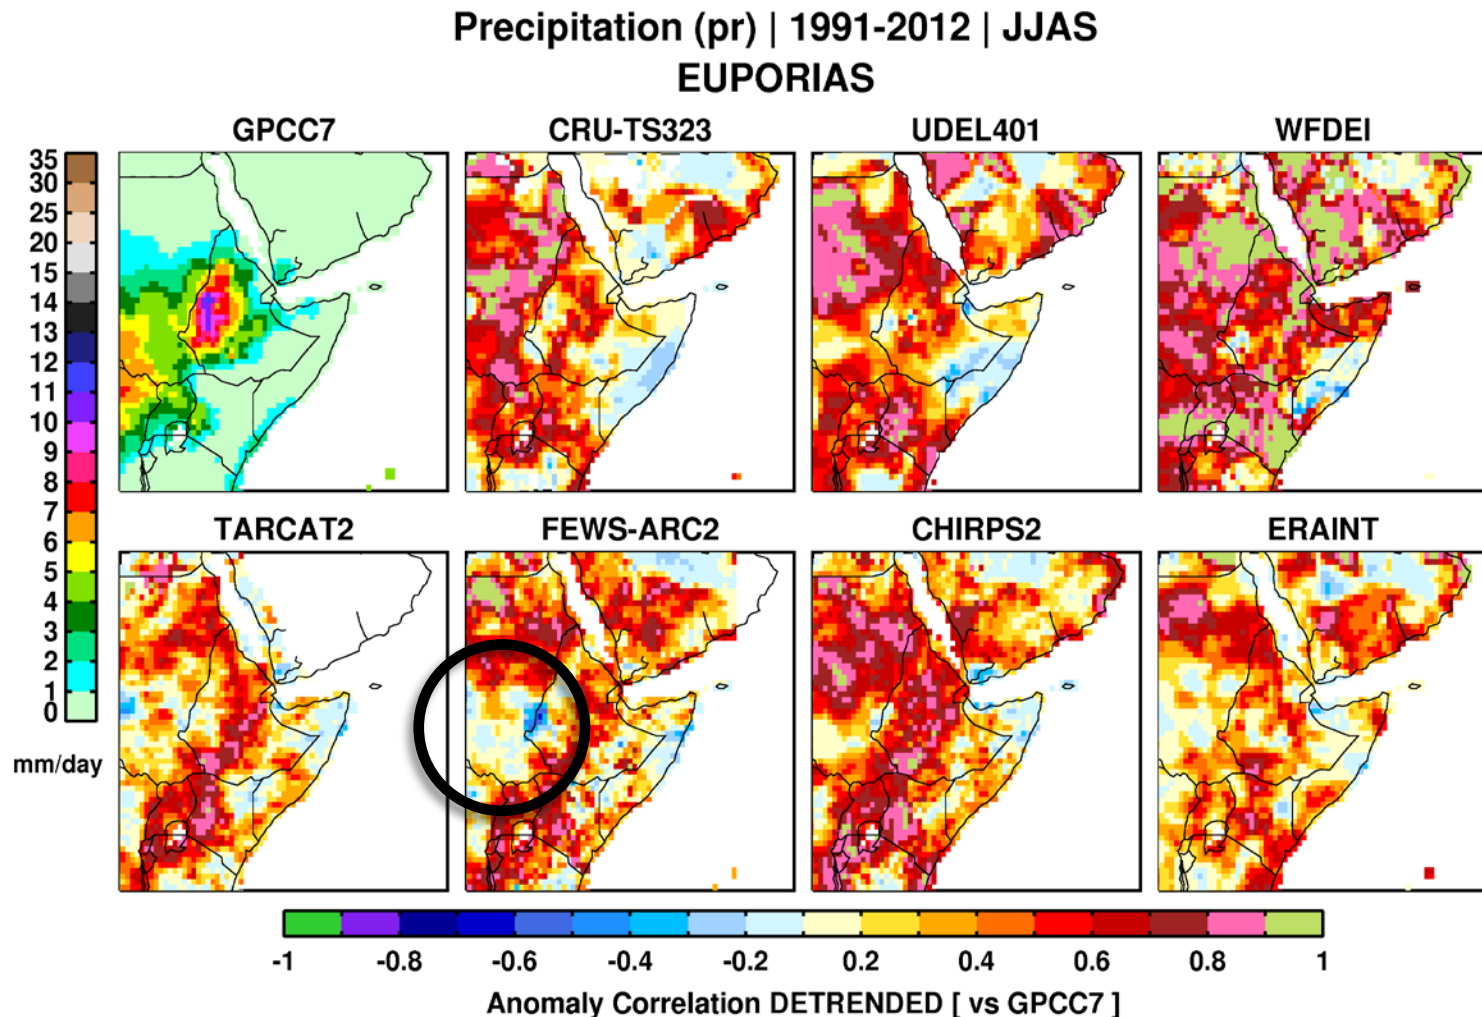 Precipitation (pr) | 1991-2012 | JJAS
EUPORIAS
GPCC7
CRU-TS323
UDEL401
WFDEI
35
30
25
20
15
14
13
12
11
10
9
8
7
6
5
4
3
2
1
0
mm/day
TARCAT2
FEWS-ARC2
CHIRPS2
ERAINT
-1 -0.8 -0.6 -0.4 -0.2 0.2 0.4 0.6 0.8 1
Anomaly Correlation DETRENDED [ vs GPCC7 ]